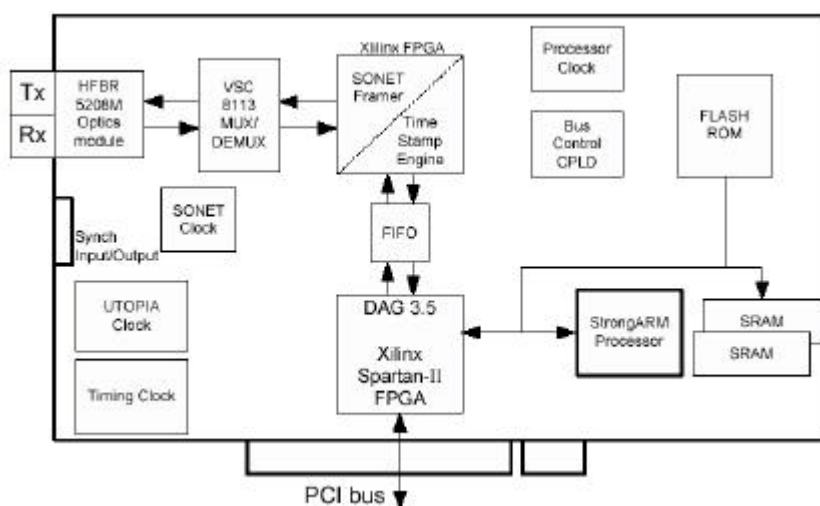 Xilinx FPGA
Tx
Rx
HFBR
5208M
Optics
module
VSC
8113
MUX/
DEMUX
SONET
Framer
Time
Stamp
Engine
Processor
Clock
Bus
Control
CPLD
FLASH
ROM
SONET
Clock
Synch
Input/Output
FIFO
UTOPIA
Clock
Timing Clock
DAG 3.5
Xilinx
Spartan-II
FPGA
StrongARM
Processor
SRAM
SRAM
PCI bus